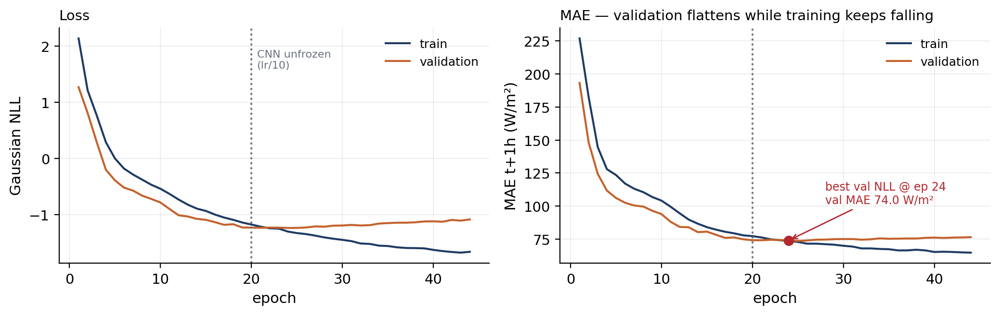 Loss
Gaussian NLL
2
1
0
−1
CNN unfrozen
(lr/10)
train
validation
0
10
20
30
40
epoch
MAE — validation flattens while training keeps falling
MAE t+1h (W/m²)
225
200
175
150
125
100
75
train
validation
best val NLL @ ep 24
val MAE 74.0 W/m²
0
10
20
30
40
epoch